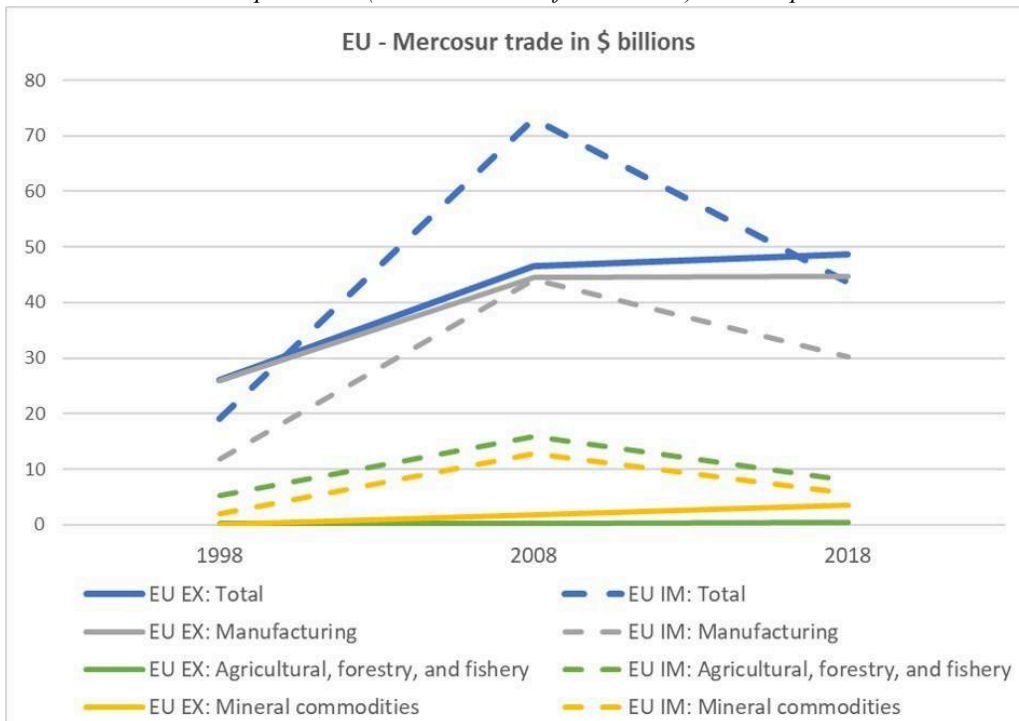 EU - Mercosur trade in $ billions
80
70
60
50
40
30
20
10
0
1998 2008 2018
EU EX: Total EU IM: Total
EU EX: Manufacturing EU IM: Manufacturing
EU EX: Agricultural, forestry, and fishery EU IM: Agricultural, forestry, and fishery
EU EX: Mineral commodities EU IM: Mineral commodities